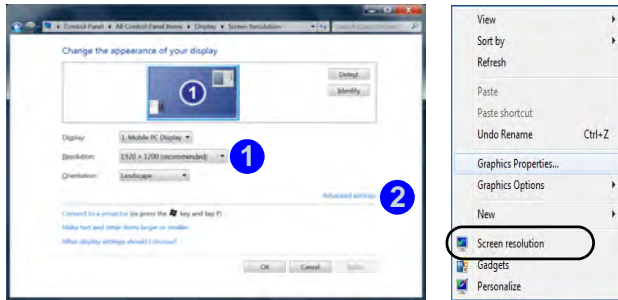 Control Panel ▸ All Control Panel Items ▸ Display ▸ Screen Resolution
Change the appearance of your display
1
Detect
Identify
Display: 1. Mobile PC Display
Resolution: 1920 × 1200 (recommended)
1
Orientation: Landscape
Advanced settings
2
Connect to a projector (or press the key and tap P)
Make text and other items larger or smaller
What display settings should I choose?
OK Cancel Apply
View
Sort by
Refresh
Paste
Paste shortcut
Undo Rename Ctrl+Z
Graphics Properties...
Graphics Options
New
Screen resolution
Gadgets
Personalize